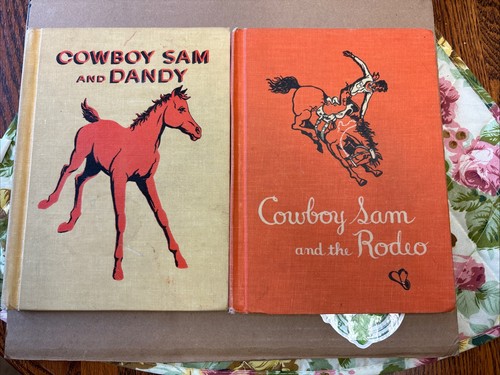 COWBOY SAM
AND DANDY
Cowboy Sam
and the Rodeo